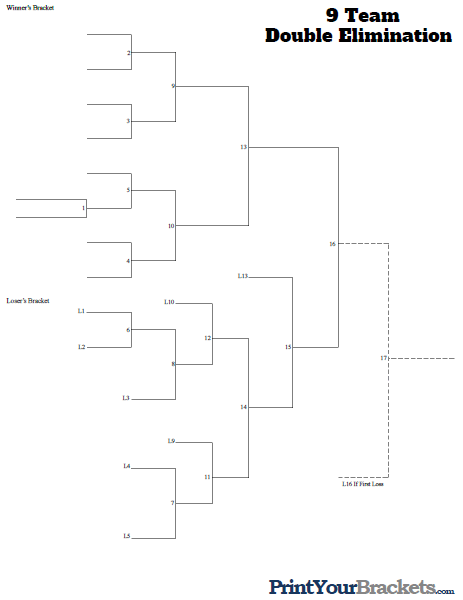 Winner's Bracket
9 Team
Double Elimination
2
9
3
13
5
1
10
4
16
L13
Loser's Bracket
L10
L1
6
12
L2
15
17
8
L3
14
L9
L4
11
L16 If First Loss
7
L5
PrintYourBrackets.com